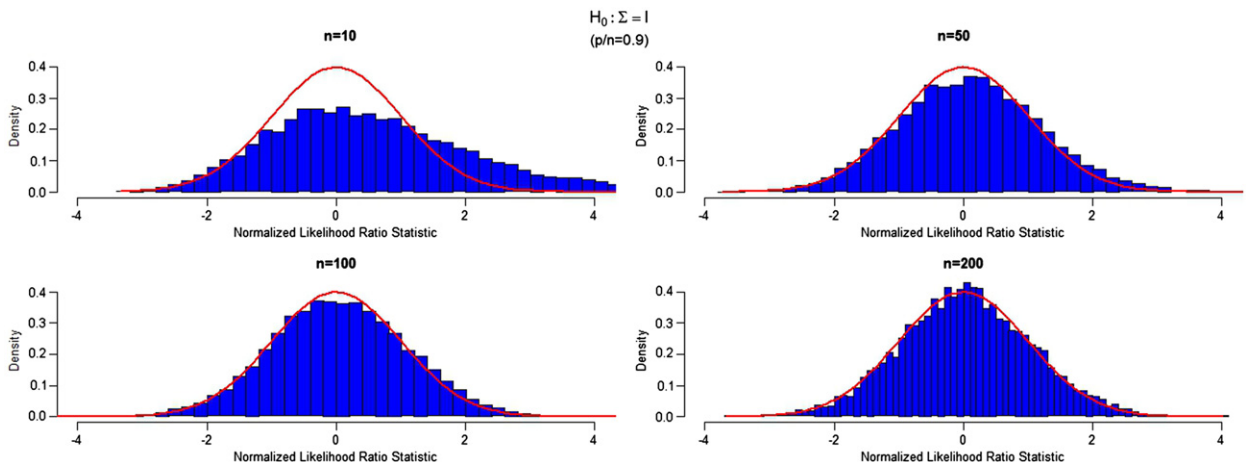 H₀ : Σ = I
(p/n=0.9)
n=10
Density
0.4
0.3
0.2
0.1
0.0
-4 -2 0 2 4
Normalized Likelihood Ratio Statistic
n=50
Density
0.4
0.3
0.2
0.1
0.0
-4 -2 0 2 4
Normalized Likelihood Ratio Statistic
n=100
Density
0.4
0.3
0.2
0.1
0.0
-4 -2 0 2 4
Normalized Likelihood Ratio Statistic
n=200
Density
0.4
0.3
0.2
0.1
0.0
-4 -2 0 2 4
Normalized Likelihood Ratio Statistic